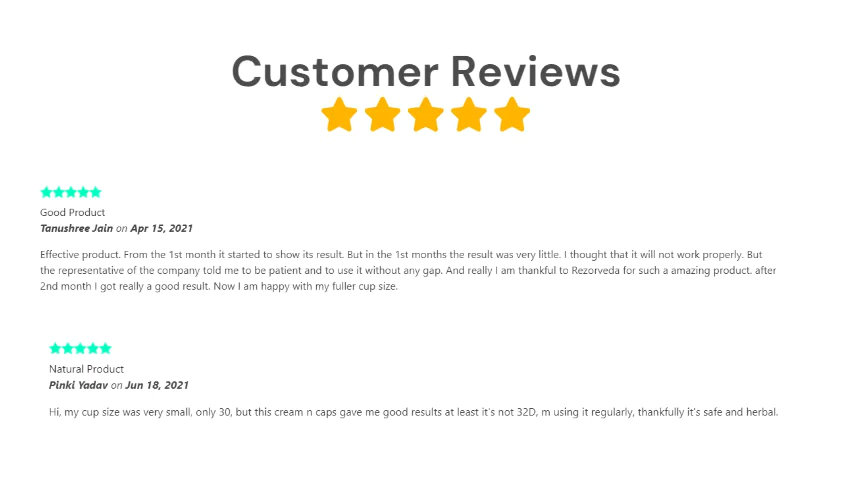 Customer Reviews
Good Product
Tanushree Jain on Apr 15, 2021
Effective product. From the 1st month it started to show its result. But in the 1st months the result was very little. I thought that it will not work properly. But
the representative of the company told me to be patient and to use it without any gap. And really I am thankful to Rezorveda for such a amazing product. after
2nd month I got really a good result. Now I am happy with my fuller cup size.
Natural Product
Pinki Yadav on Jun 18, 2021
Hi, my cup size was very small, only 30, but this cream n caps gave me good results at least it's not 32D, m using it regularly, thankfully it's safe and herbal.